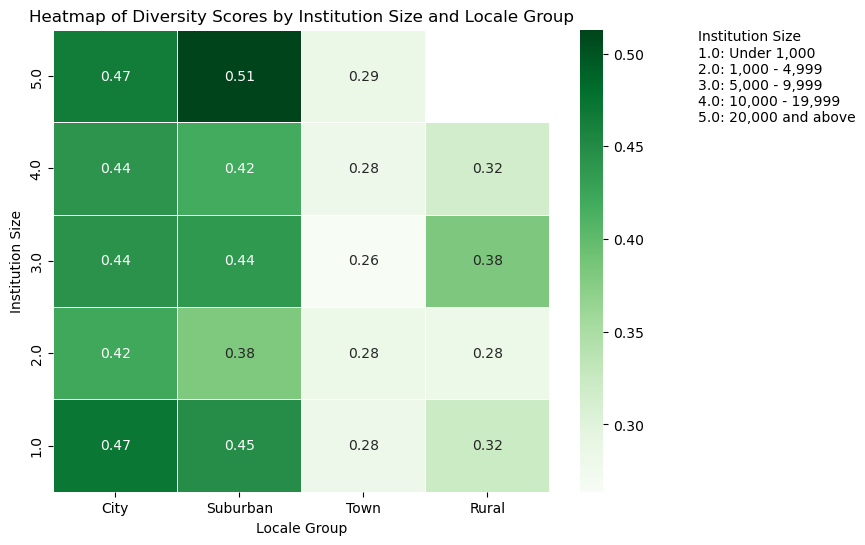 Heatmap of Diversity Scores by Institution Size and Locale Group
Institution Size
1.0: Under 1,000
2.0: 1,000 - 4,999
3.0: 5,000 - 9,999
4.0: 10,000 - 19,999
5.0: 20,000 and above
Institution Size
5.0
0.47 0.51 0.29
4.0
0.44 0.42 0.28 0.32
3.0
0.44 0.44 0.26 0.38
2.0
0.42 0.38 0.28 0.28
1.0
0.47 0.45 0.28 0.32
City Suburban Town Rural
Locale Group
0.50
0.45
0.40
0.35
0.30